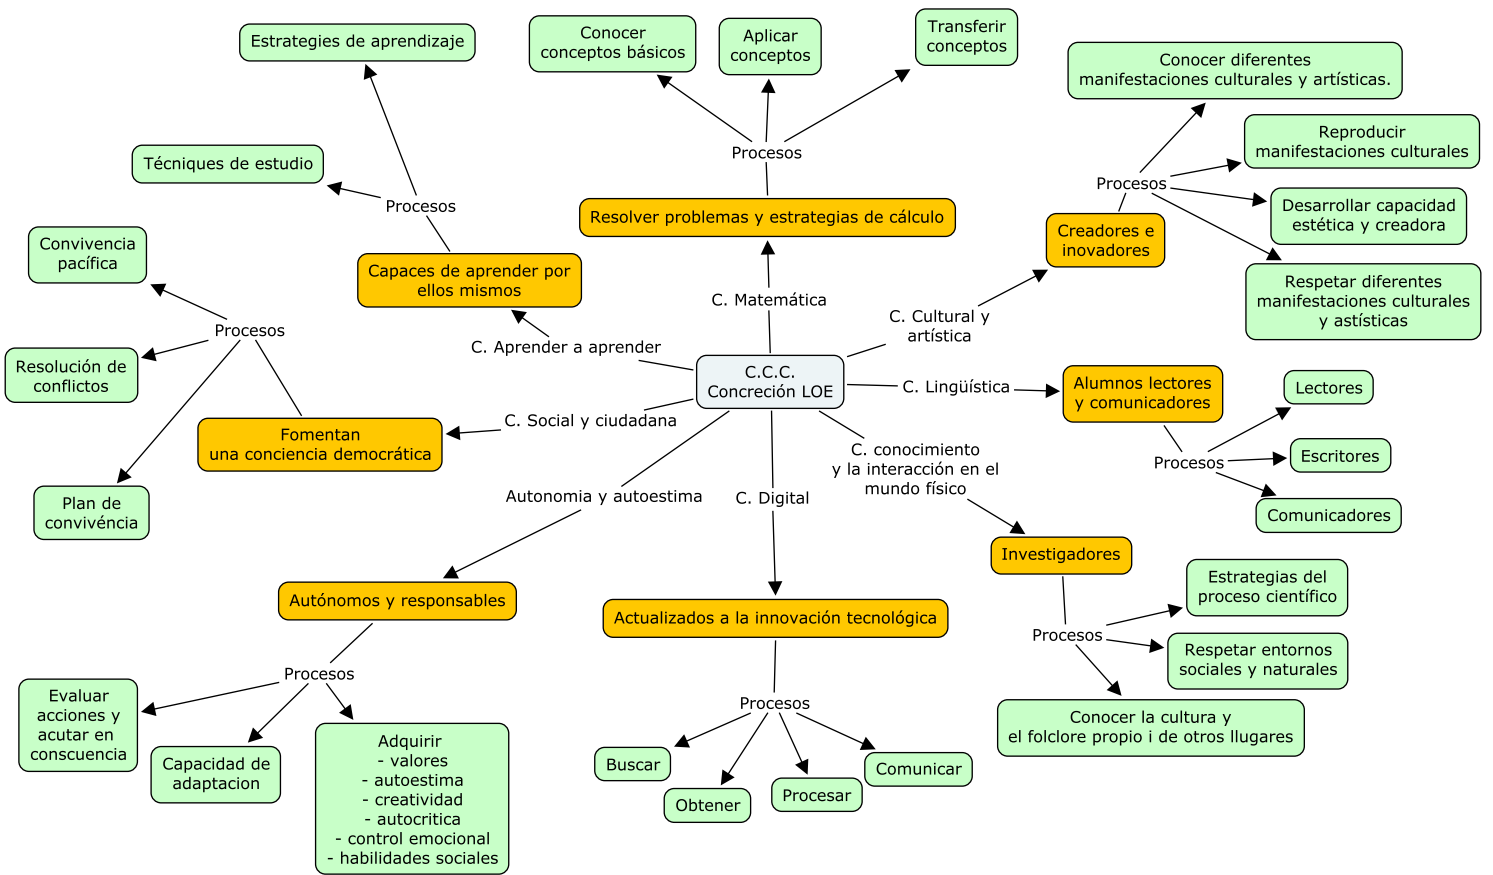 C.C.C.
Concreción LOE
C. Matemática
Resolver problemas y estrategias de cálculo
Procesos
Conocer
conceptos básicos
Aplicar
conceptos
Transferir
conceptos
C. Cultural y
artística
Creadores e
inovadores
Procesos
Conocer diferentes
manifestaciones culturales y artísticas.
Reproducir
manifestaciones culturales
Desarrollar capacidad
estética y creadora
Respetar diferentes
manifestaciones culturales
y astísticas
C. Lingüística
Alumnos lectores
y comunicadores
Procesos
Lectores
Escritores
Comunicadores
C. conocimiento
y la interacción en el
mundo físico
Investigadores
Procesos
Estrategias del
proceso científico
Respetar entornos
sociales y naturales
Conocer la cultura y
el folclore propio i de otros llugares
C. Digital
Actualizados a la innovación tecnológica
Procesos
Buscar
Obtener
Procesar
Comunicar
Autonomia y autoestima
Autónomos y responsables
Procesos
Evaluar
acciones y
acutar en
conscuencia
Capacidad de
adaptacion
Adquirir
- valores
- autoestima
- creatividad
- autocritica
- control emocional
- habilidades sociales
C. Social y ciudadana
Fomentan
una conciencia democrática
Procesos
Convivencia
pacífica
Resolución de
conflictos
Plan de
convivéncia
C. Aprender a aprender
Capaces de aprender por
ellos mismos
Procesos
Estrategies de aprendizaje
Técniques de estudio